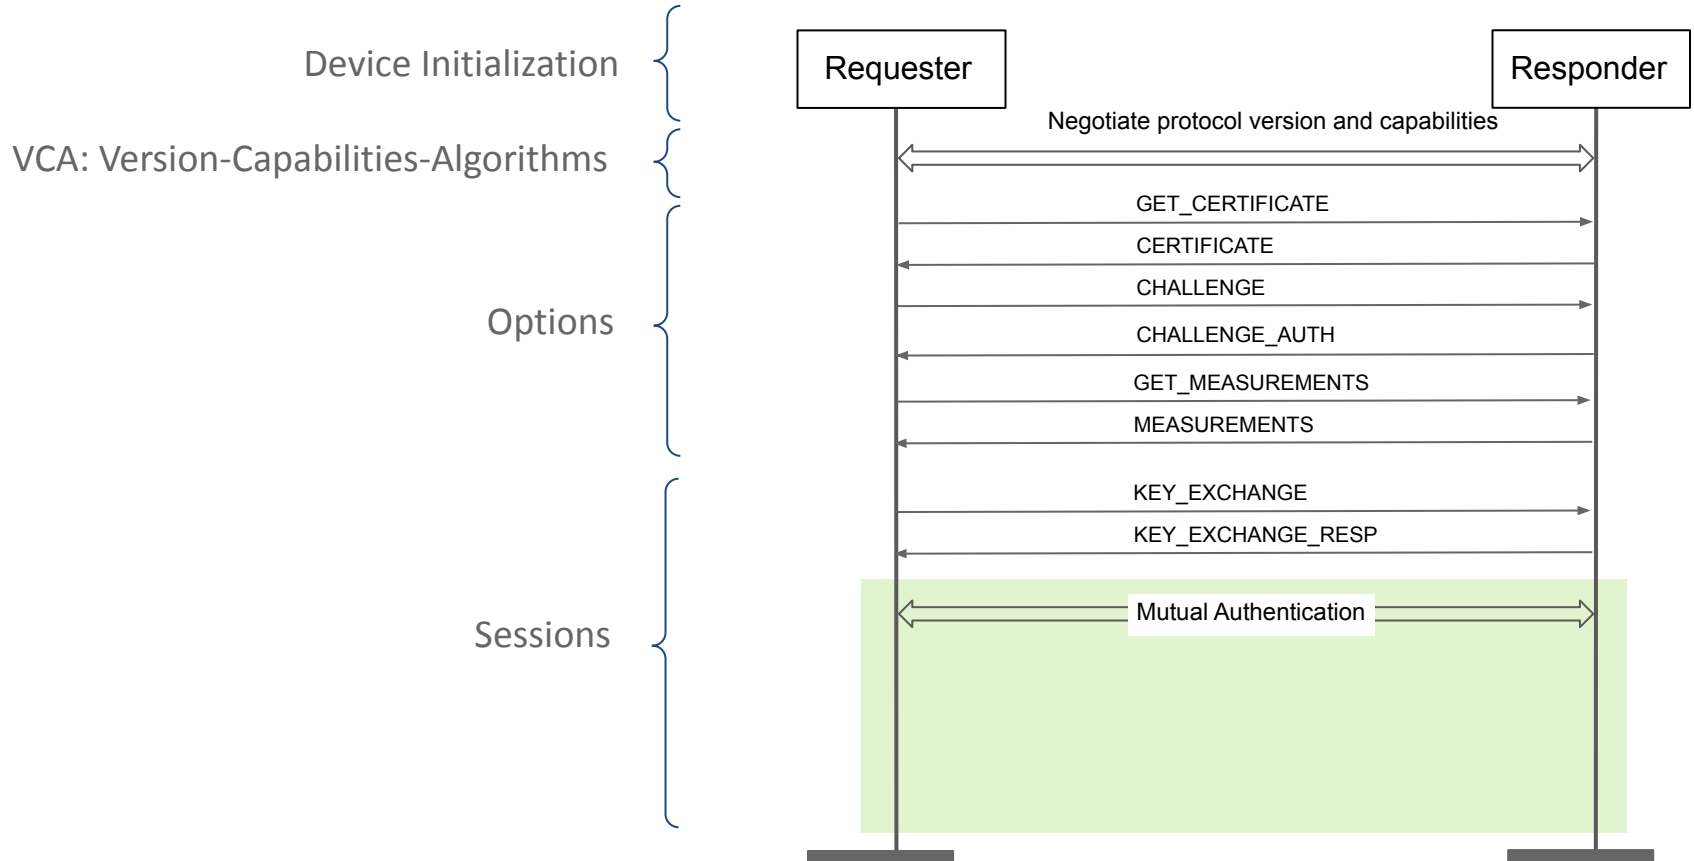 Device Initialization
VCA: Version-Capabilities-Algorithms
Options
Sessions
Requester
Responder
Negotiate protocol version and capabilities
GET_CERTIFICATE
CERTIFICATE
CHALLENGE
CHALLENGE_AUTH
GET_MEASUREMENTS
MEASUREMENTS
KEY_EXCHANGE
KEY_EXCHANGE_RESP
Mutual Authentication